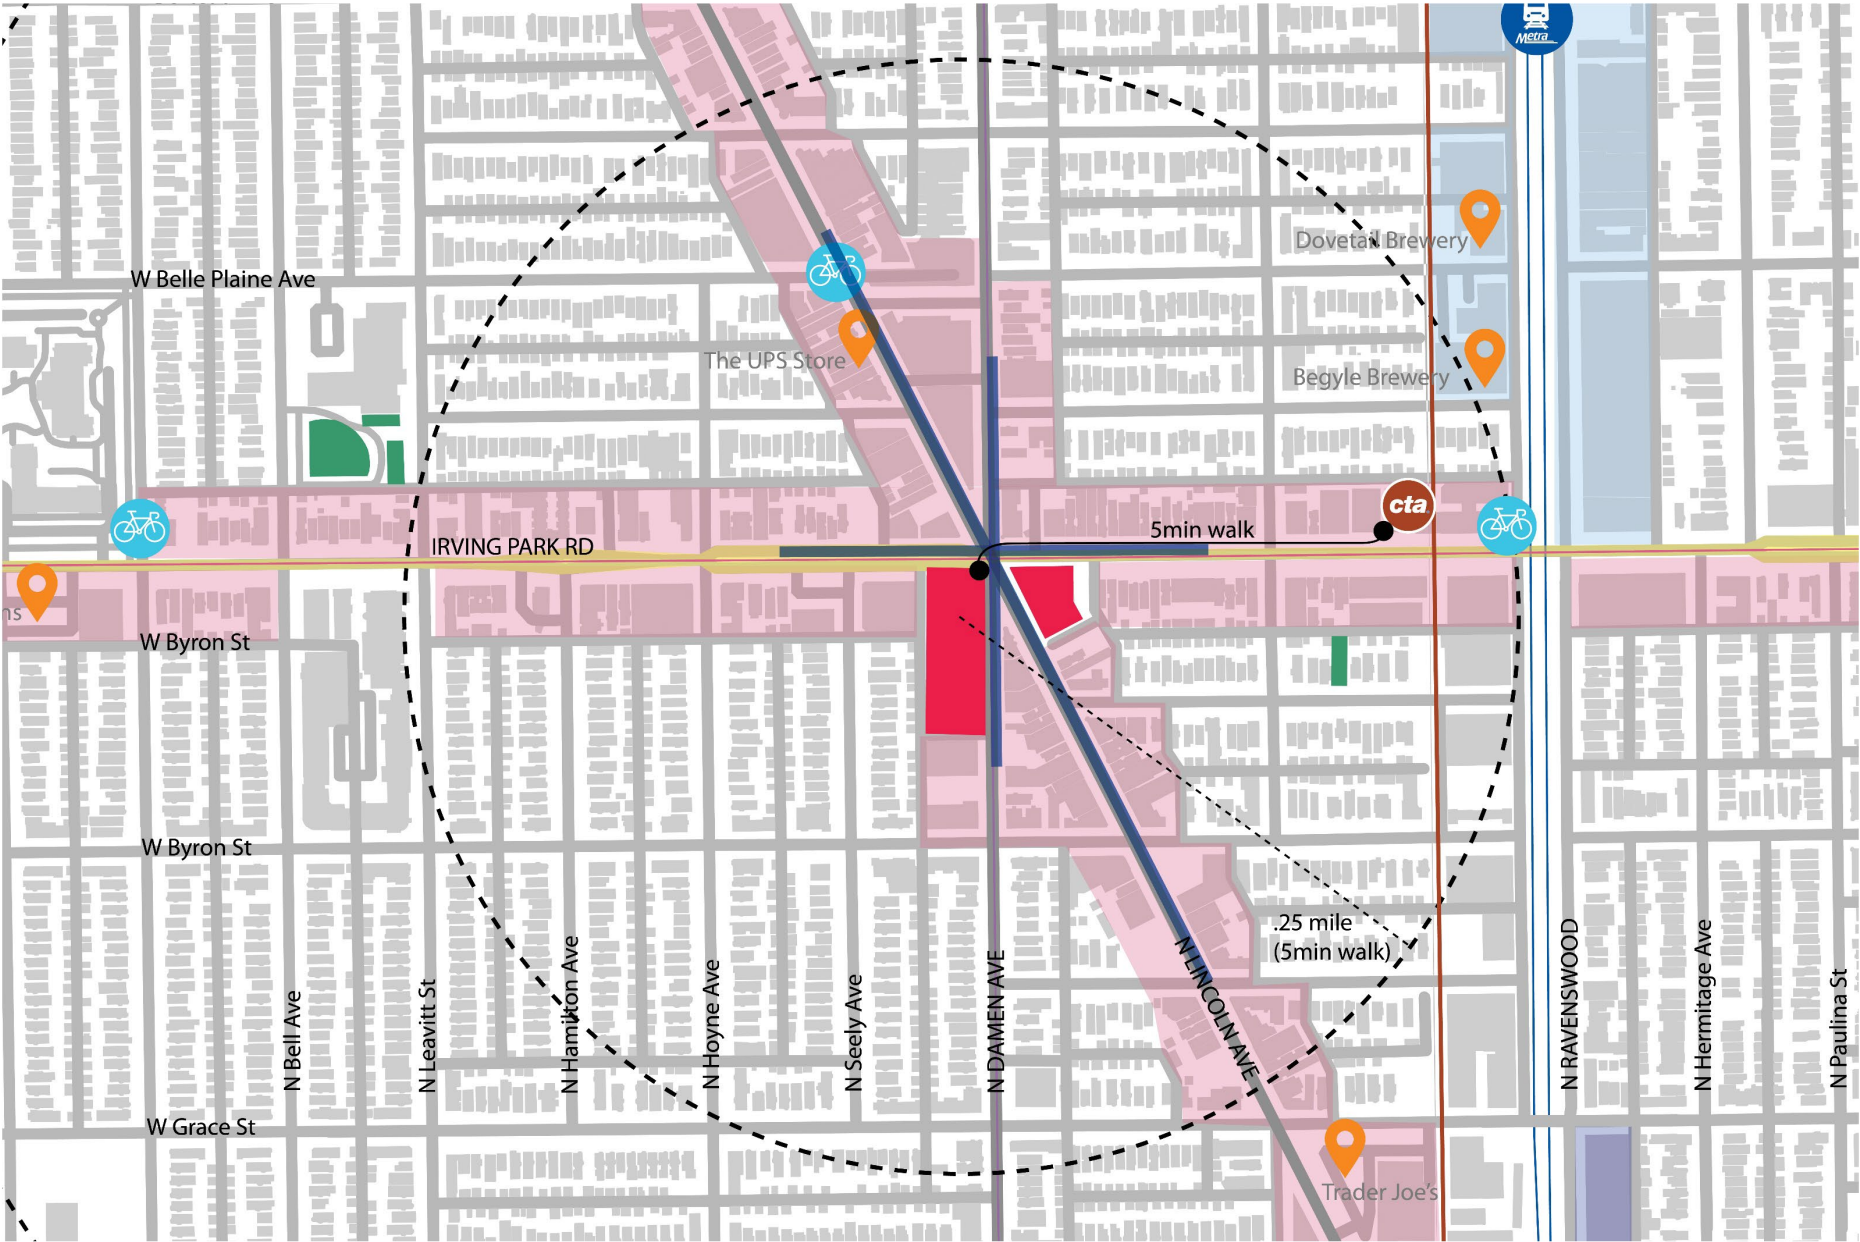 Metra
Dovetail Brewery
W Belle Plaine Ave
The UPS Store
Begyle Brewery
cta
5min walk
IRVING PARK RD
ns
W Byron St
W Byron St
.25 mile
(5min walk)
N Bell Ave
N Leavitt St
N Hamilton Ave
N Hoyne Ave
N Seely Ave
N DAMEN AVE
N LINCOLN AVE
N RAVENSWOOD
N Hermitage Ave
N Paulina St
W Grace St
Trader Joe's